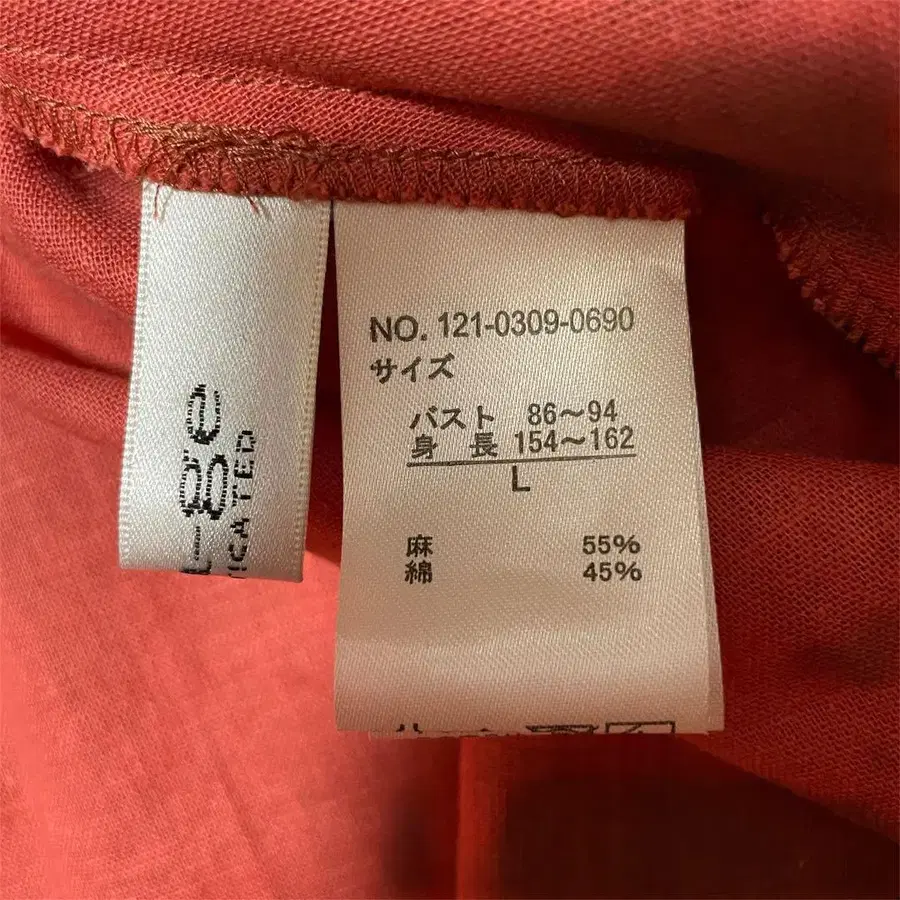 NO. 121-0309-0690
サイズ
バスト 86〜94
身 長 154〜162
L
麻 55%
綿 45%